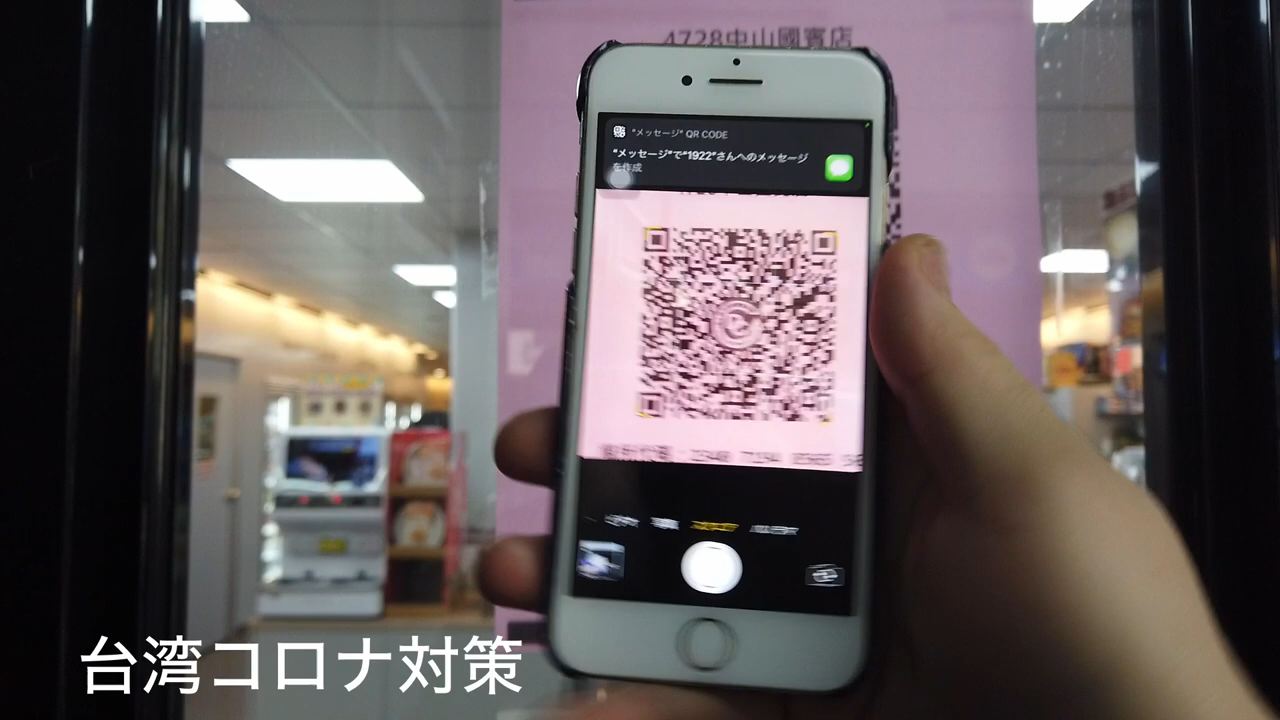 4728中山國賓店
"メッセージ" QR CODE
"メッセージ"で"1922"さんへのメッセージ
を作成
台湾コロナ対策